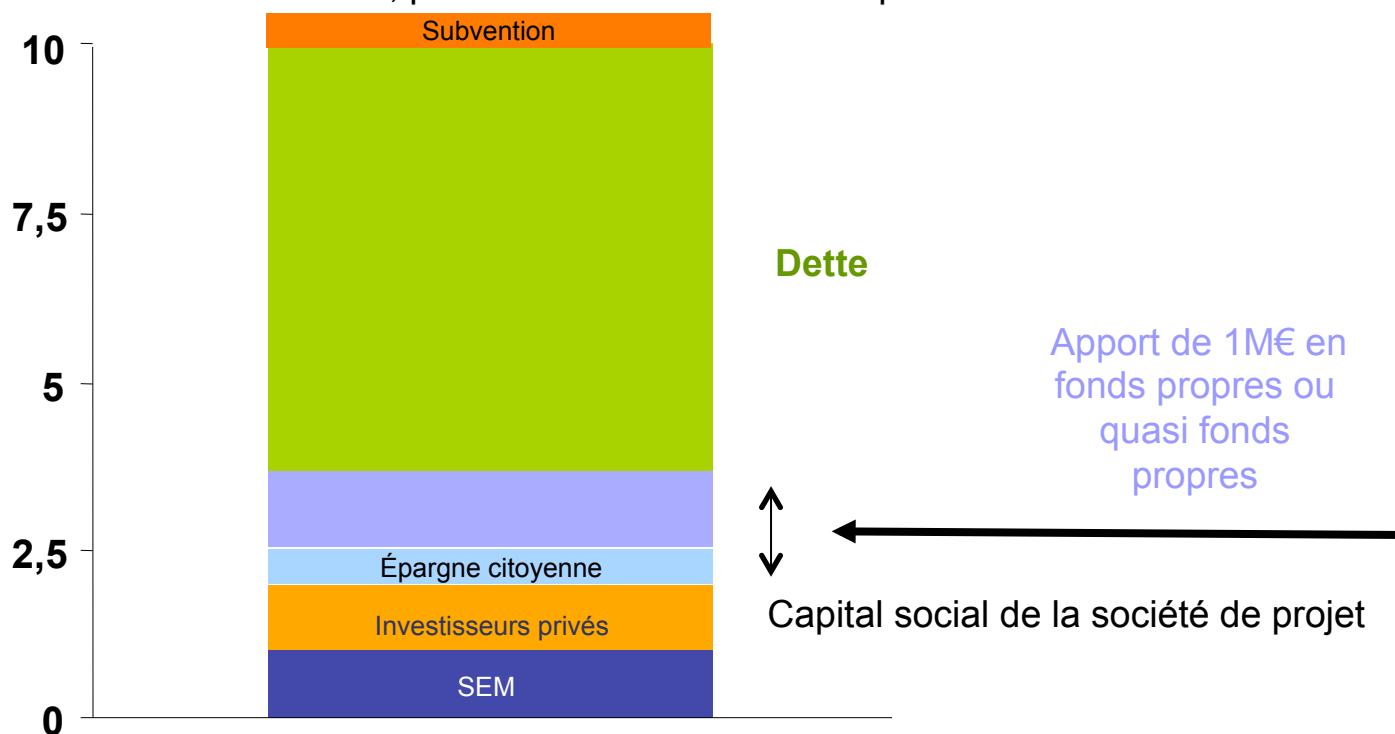 Subvention
10
7,5
Dette
Apport de 1M€ en
fonds propres ou
quasi fonds
propres
5
2,5
Épargne citoyenne
Capital social de la société de projet
Investisseurs privés
SEM
0